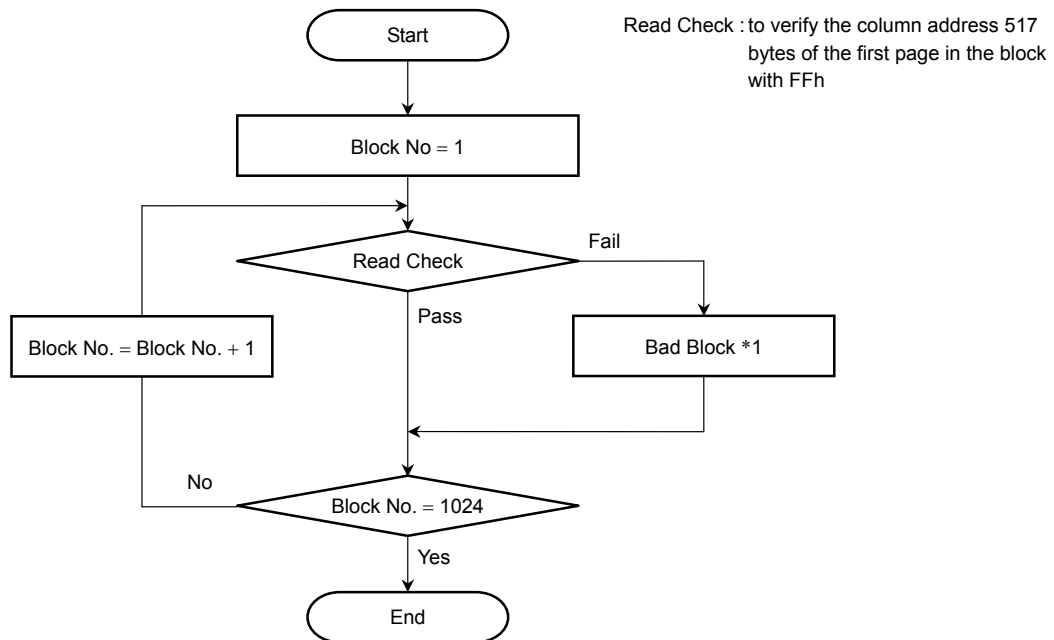 Start
Read Check : to verify the column address 517
bytes of the first page in the block
with FFh
Block No = 1
Read Check
Fail
Pass
Block No. = Block No. + 1
Bad Block *1
No
Block No. = 1024
Yes
End